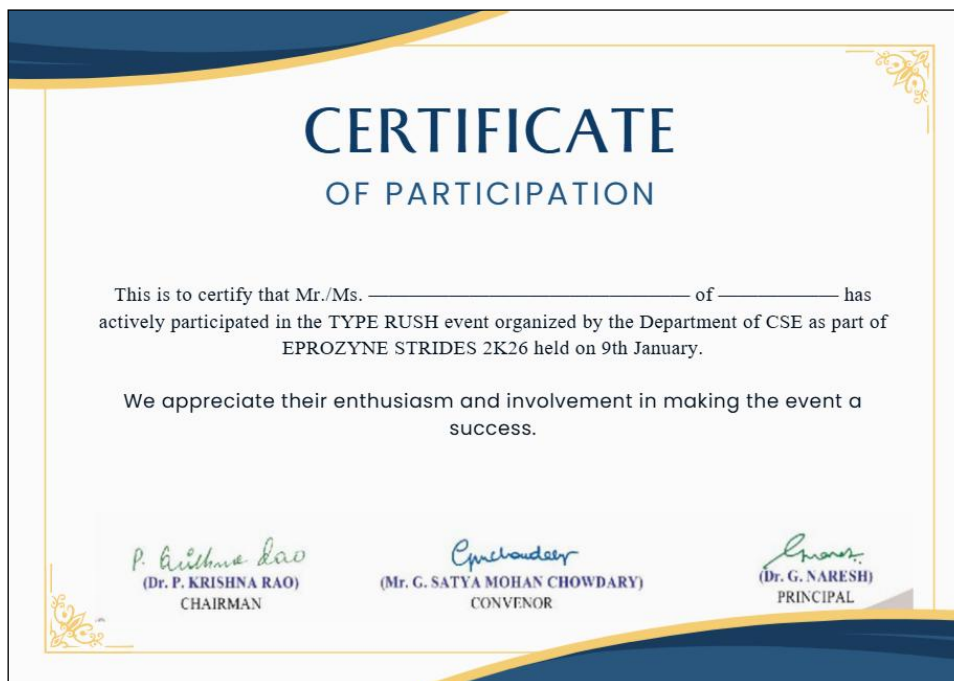 CERTIFICATE
OF PARTICIPATION
This is to certify that Mr./Ms. ———————————————— of —————— has
actively participated in the TYPE RUSH event organized by the Department of CSE as part of
EPROZYNE STRIDES 2K26 held on 9th January.
We appreciate their enthusiasm and involvement in making the event a
success.
P. Krishna Rao
(Dr. P. KRISHNA RAO) (Mr. G. SATYA MOHAN CHOWDARY) (Dr. G. NARESH)
CHAIRMAN CONVENOR PRINCIPAL